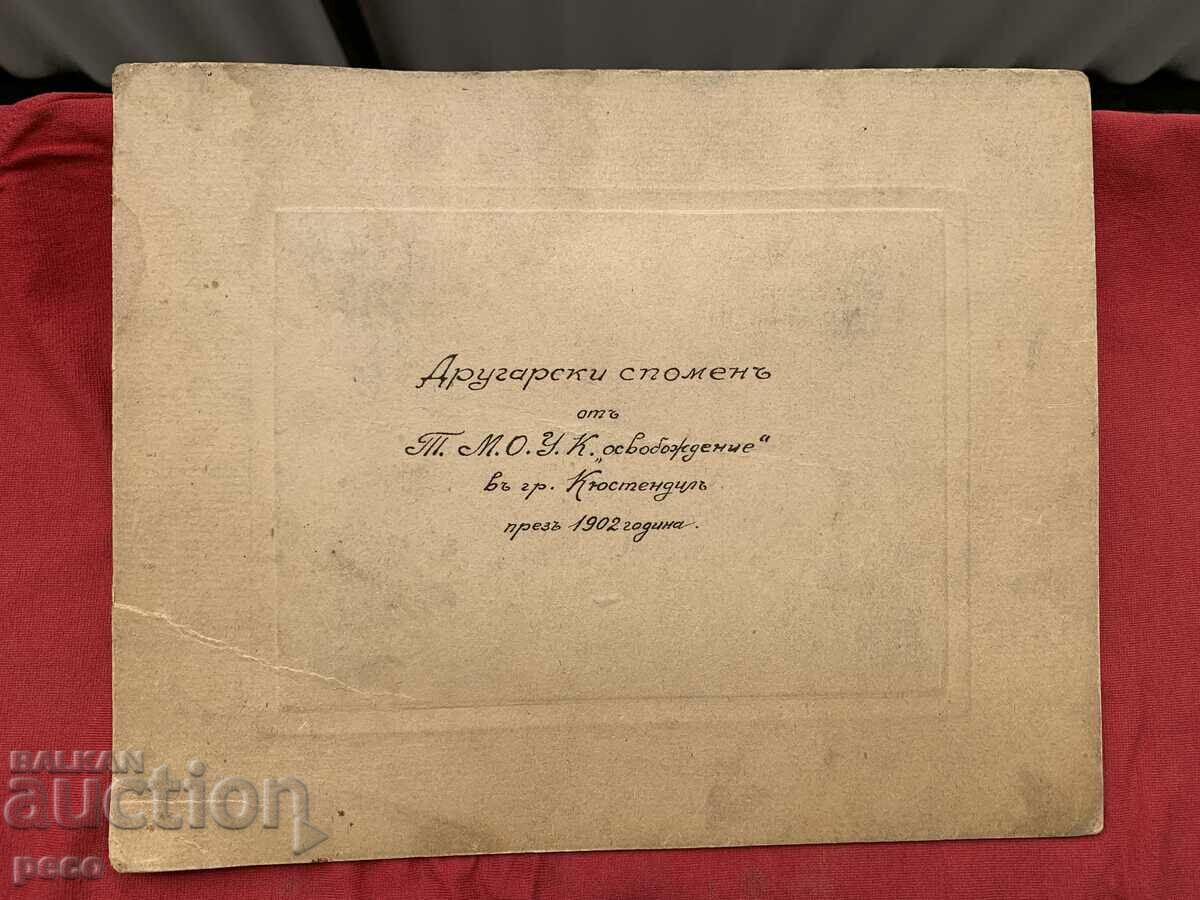 Другарски споменъ
отъ
Т. М. О. У. К. „освобождение“
въ гр. Кюстендилъ
презъ 1902 година.
BALKAN
auction
peco